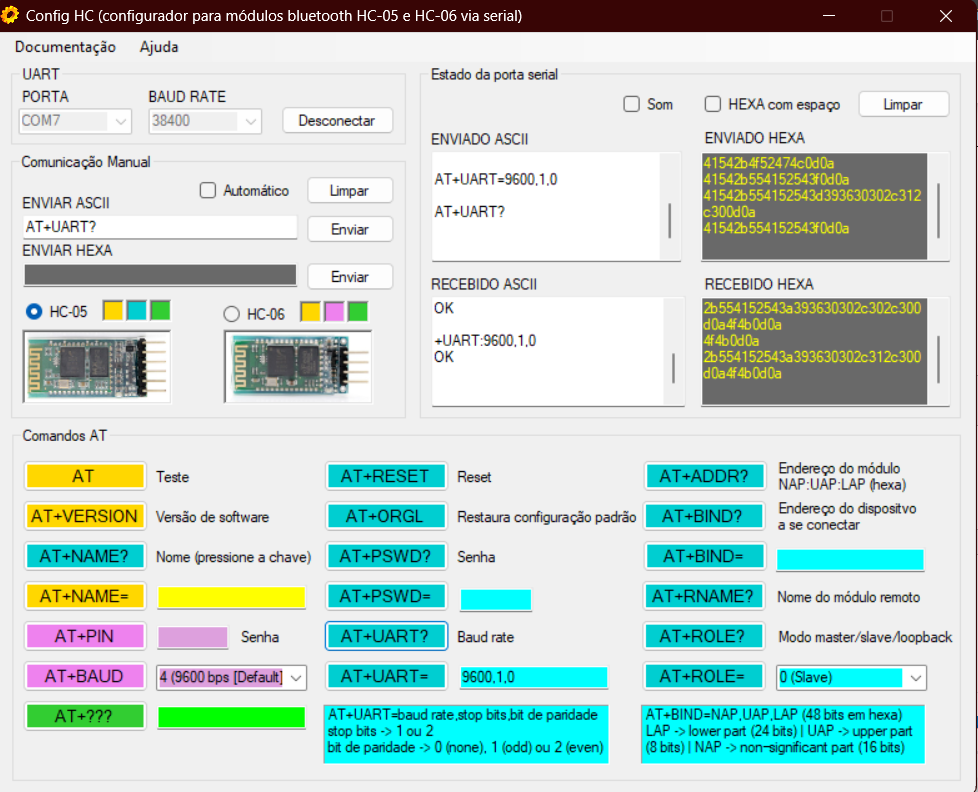 Config HC (configurador para módulos bluetooth HC-05 e HC-06 via serial)
Documentação Ajuda
UART
PORTA BAUD RATE
COM7 38400 Desconectar
Comunicação Manual
Automático Limpar
ENVIAR ASCII
AT+UART? Enviar
ENVIAR HEXA
Enviar
HC-05 HC-06
Estado da porta serial
Som HEXA com espaço Limpar
ENVIADO ASCII
AT+UART=9600,1,0
AT+UART?
ENVIADO HEXA
41542b4f52474c0d0a
41542b554152543f0d0a
41542b554152543d393630302c312
c300d0a
41542b554152543f0d0a
RECEBIDO ASCII
OK
+UART:9600,1,0
OK
RECEBIDO HEXA
2b554152543a393630302c302c300
d0a4f4b0d0a
4f4b0d0a
2b554152543a393630302c312c300
d0a4f4b0d0a
Comandos AT
AT Teste
AT+VERSION Versão de software
AT+NAME? Nome (pressione a chave)
AT+NAME=
AT+PIN Senha
AT+BAUD 4 (9600 bps [Default]
AT+???
AT+RESET Reset
AT+ORGL Restaura configuração padrão
AT+PSWD? Senha
AT+PSWD=
AT+UART? Baud rate
AT+UART= 9600,1,0
AT+UART=baud rate,stop bits,bit de paridade
stop bits -> 1 ou 2
bit de paridade -> 0 (none), 1 (odd) ou 2 (even)
AT+ADDR? Endereço do módulo
NAP:UAP:LAP (hexa)
AT+BIND? Endereço do dispositvo
a se conectar
AT+BIND=
AT+RNAME? Nome do módulo remoto
AT+ROLE? Modo master/slave/loopback
AT+ROLE= 0 (Slave)
AT+BIND=NAP,UAP,LAP (48 bits em hexa)
LAP -> lower part (24 bits) | UAP -> upper part
(8 bits) | NAP -> non-significant part (16 bits)